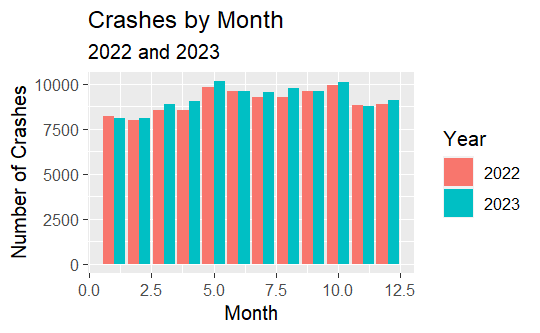 Crashes by Month
2022 and 2023
Number of Crashes
10000
7500
5000
2500
0
0.0
2.5
5.0
7.5
10.0
12.5
Month
Year
2022
2023